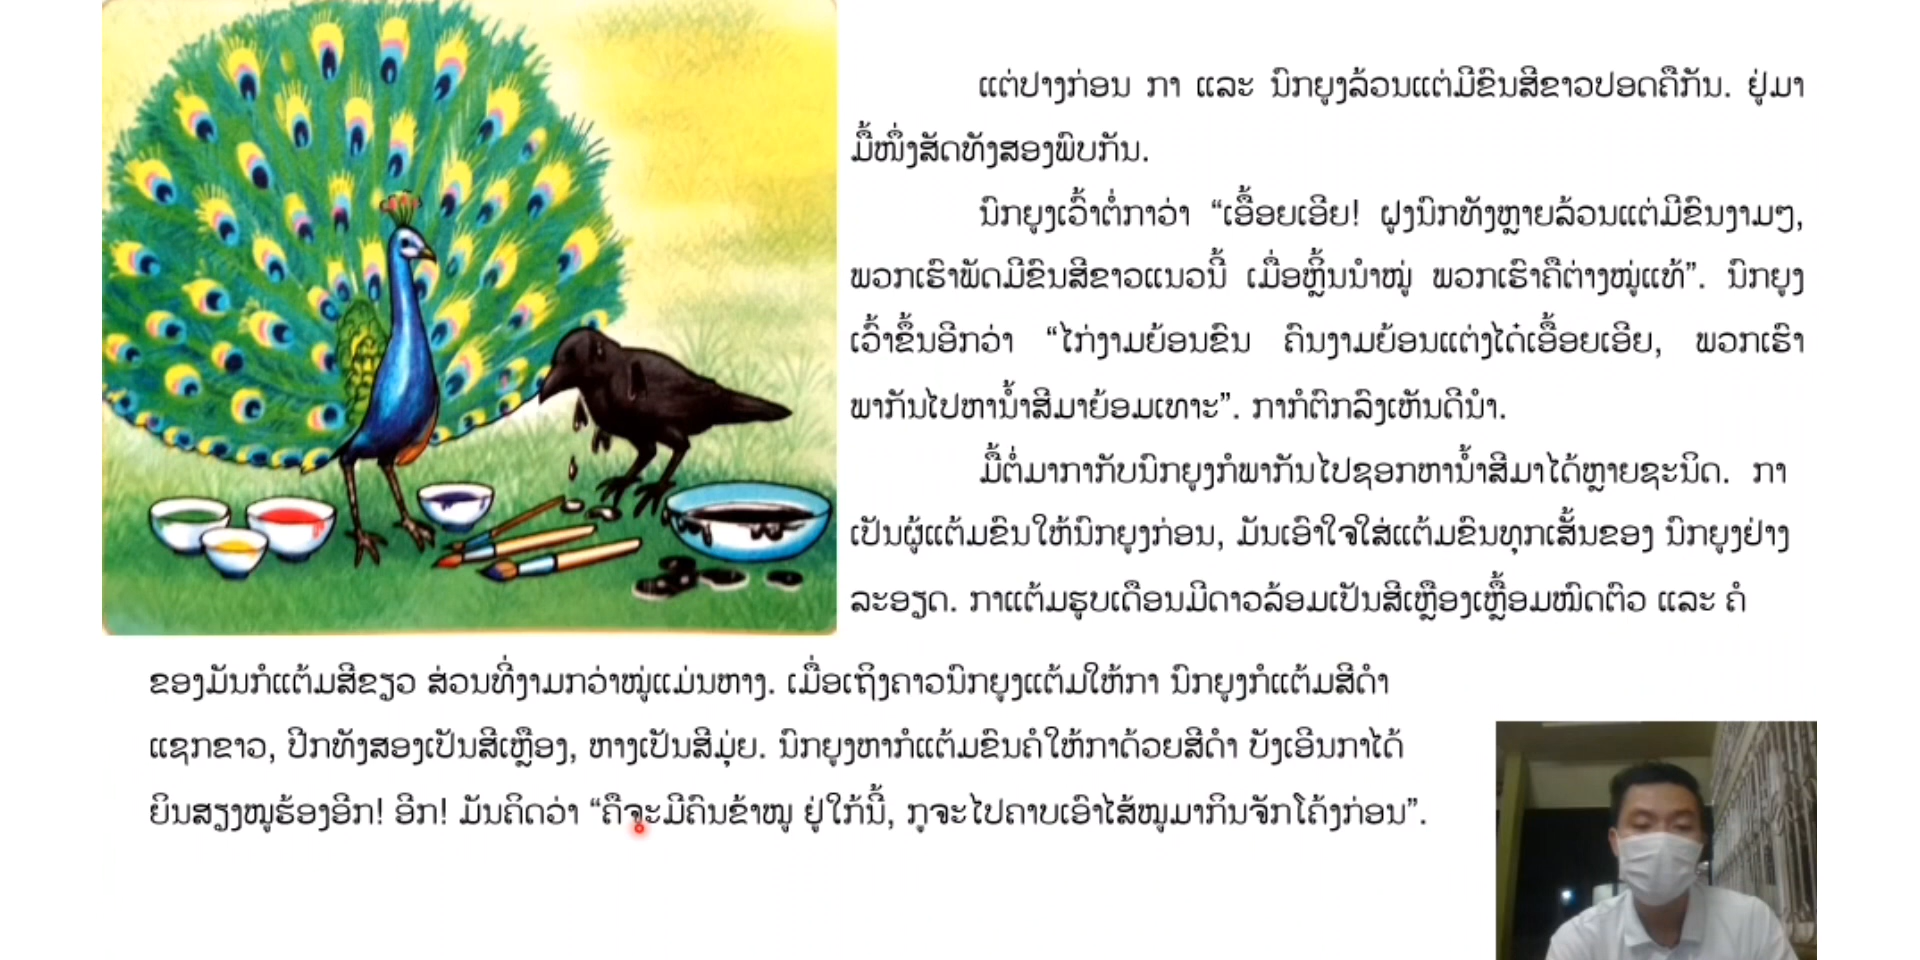 ແຕ່ປາງກ່ອນ ກາ ແລະ ນົກຍູງລ້ວນແຕ່ມີຂົນສີຂາວປອດຄືກັນ. ຢູ່ມາ
ມື້ໜຶ່ງສັດທັງສອງພົບກັນ.
ນົກຍູງເວົ້າຕໍ່ກາວ່າ “ເອື້ອຍເອີຍ! ຝູງນົກທັງຫຼາຍລ້ວນແຕ່ມີຂົນງາມໆ,
ພວກເຮົາພັດມີຂົນສີຂາວແນວນີ້ ເມື່ອຫຼິ້ນນໍາໝູ່ ພວກເຮົາຄືຕ່າງໝູ່ແທ້”. ນົກຍູງ
ເວົ້າຂຶ້ນອີກວ່າ “ໄກ່ງາມຍ້ອນຂົນ ຄົນງາມຍ້ອນແຕ່ງໄດ໋ເອື້ອຍເອີຍ, ພວກເຮົາ
ພາກັນໄປຫານໍ້າສີມາຍ້ອມເທາະ”. ກາກໍຕົກລົງເຫັນດີນໍາ.
ມື້ຕໍ່ມາກາກັບນົກຍູງກໍພາກັນໄປຊອກຫານໍ້າສີມາໄດ້ຫຼາຍຊະນິດ. ກາ
ເປັນຜູ້ແຕ້ມຂົນໃຫ້ນົກຍູງກ່ອນ, ມັນເອົາໃຈໃສ່ແຕ້ມຂົນທຸກເສັ້ນຂອງ ນົກຍູງຢ່າງ
ລະອຽດ. ກາແຕ້ມຮູບເດືອນມີດາວລ້ອມເປັນສີເຫຼືອງເຫຼື້ອມໝົດຕົວ ແລະ ຄໍ
ຂອງມັນກໍແຕ້ມສີຂຽວ ສ່ວນທີ່ງາມກວ່າໝູ່ແມ່ນຫາງ. ເມື່ອເຖິງຄາວນົກຍູງແຕ້ມໃຫ້ກາ ນົກຍູງກໍແຕ້ມສີດໍາ
ແຊກຂາວ, ປີກທັງສອງເປັນສີເຫຼືອງ, ຫາງເປັນສີມຸ່ຍ. ນົກຍູງຫາກໍແຕ້ມຂົນຄໍໃຫ້ກາດ້ວຍສີດໍາ ບັງເອີນກາໄດ້
ຍິນສຽງໝູຮ້ອງອີກ! ອີກ! ມັນຄິດວ່າ “ຄືຈະມີຄົນຂ້າໝູ ຢູ່ໃກ້ນີ້, ກູຈະໄປຄາບເອົາໄສ້ໝູມາກິນຈັກໂຄ້ງກ່ອນ”.